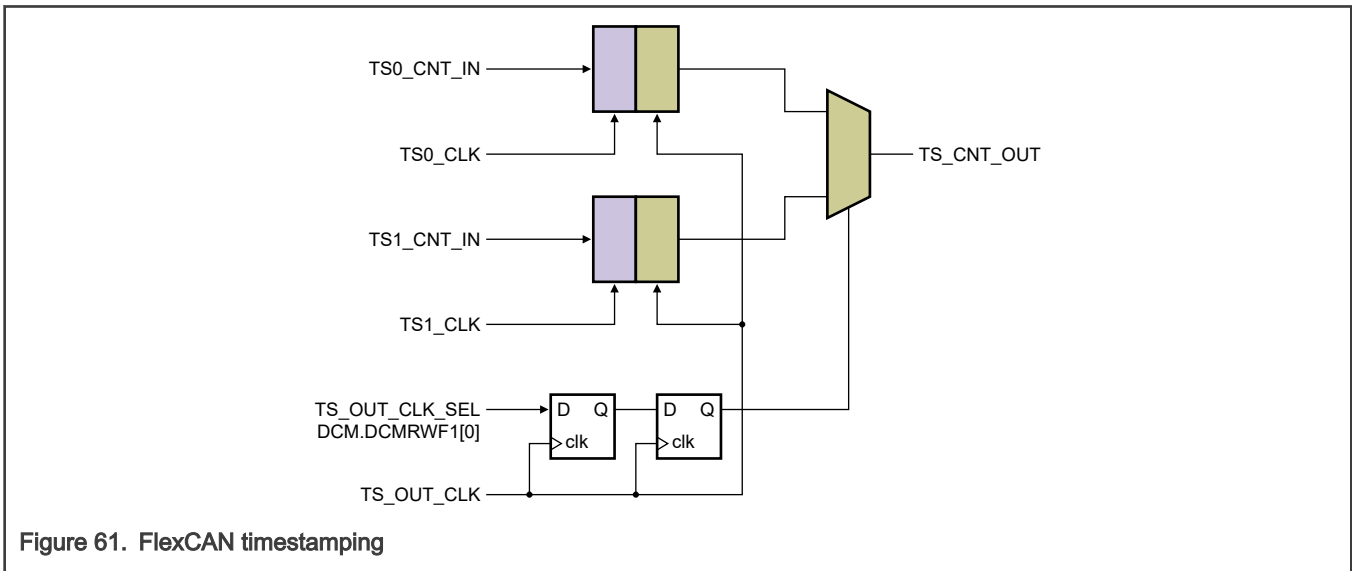 TS0_CNT_IN
TS0_CLK
TS_CNT_OUT
TS1_CNT_IN
TS1_CLK
TS_OUT_CLK_SEL
DCM.DCMRWF1[0]
D Q
clk
D Q
clk
TS_OUT_CLK
Figure 61. FlexCAN timestamping